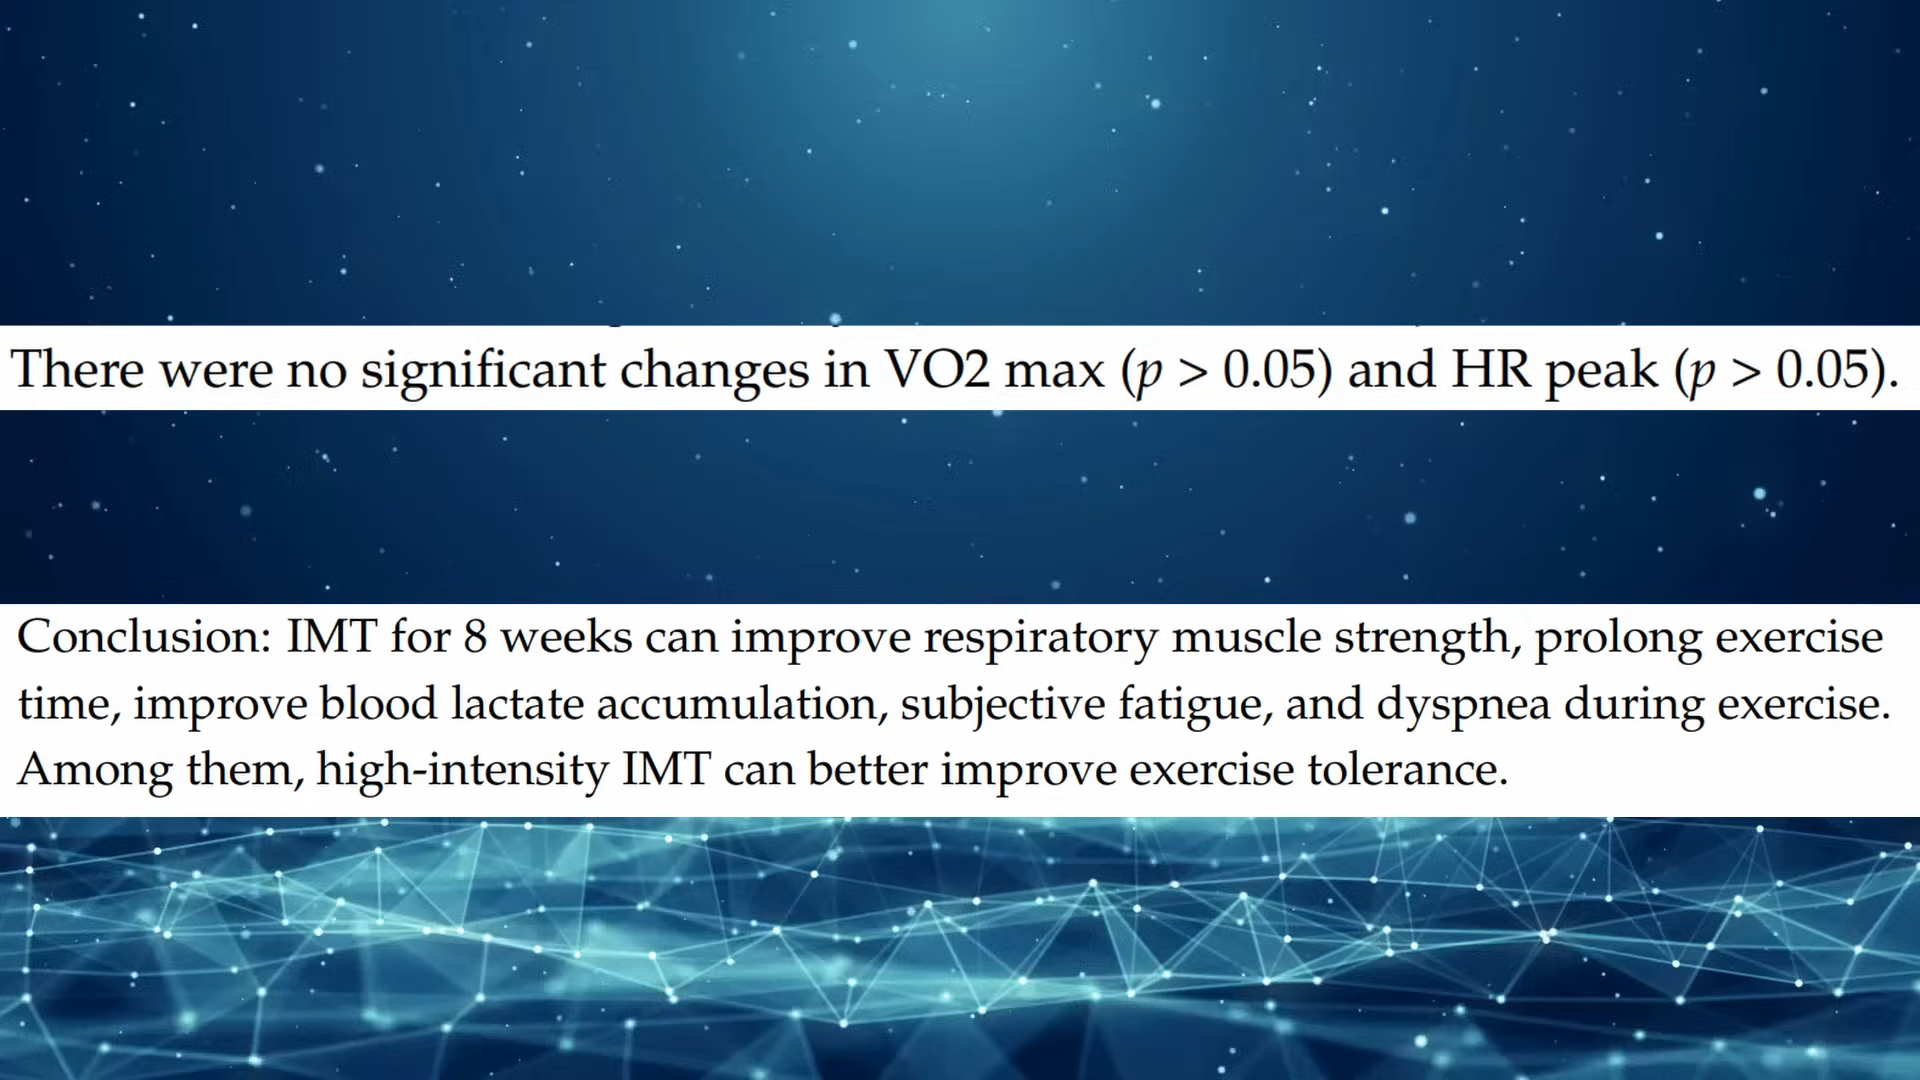 There were no significant changes in VO2 max (p > 0.05) and HR peak (p > 0.05).
Conclusion: IMT for 8 weeks can improve respiratory muscle strength, prolong exercise
time, improve blood lactate accumulation, subjective fatigue, and dyspnea during exercise.
Among them, high-intensity IMT can better improve exercise tolerance.